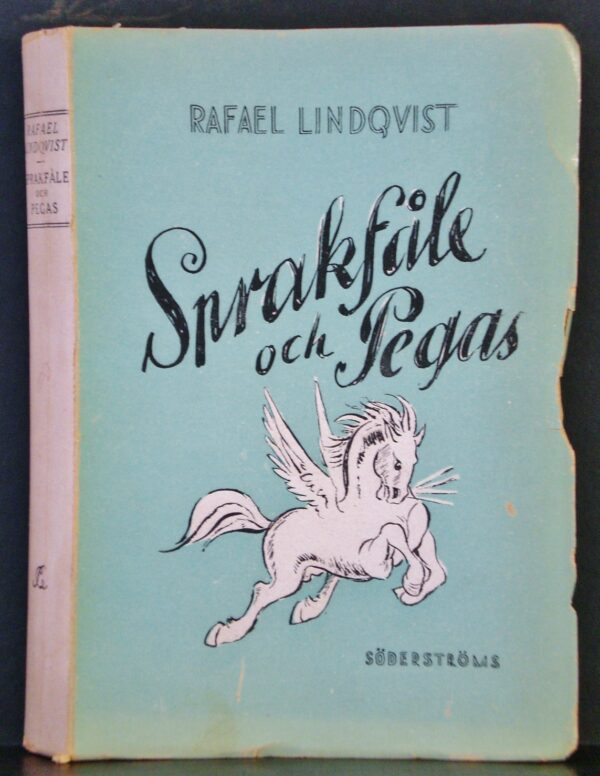 RAFAEL LINDQVIST
Sprakfåle
och Pegas
SÖDERSTRÖMS
RAFAEL
LINDQVIST
SPRAKFÅLE
OCH
PEGAS